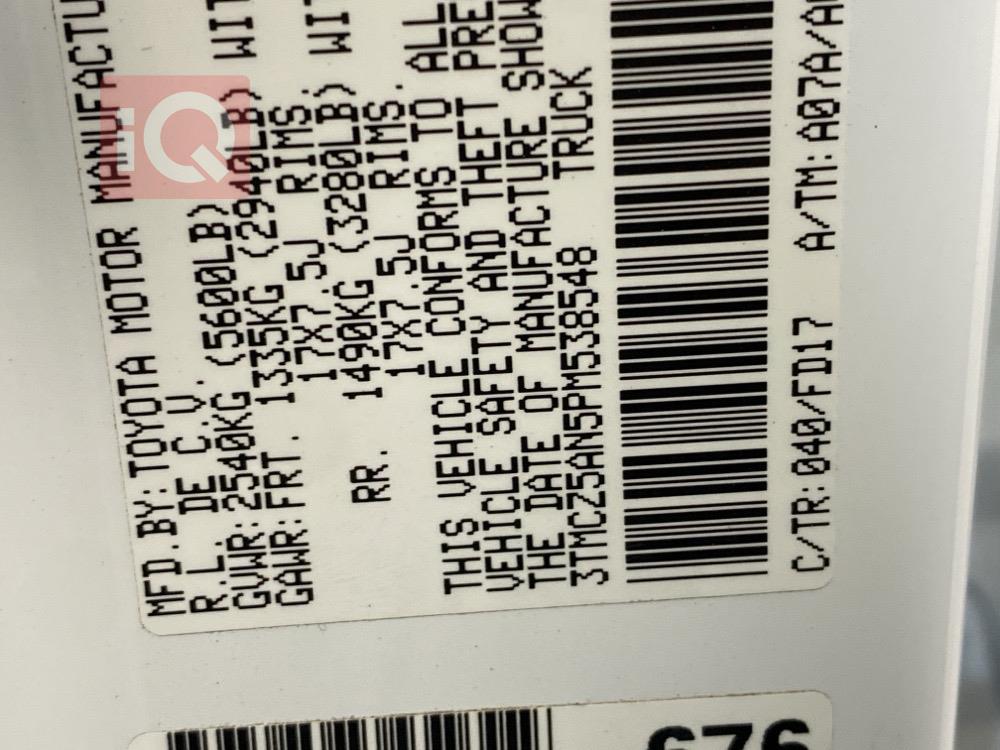 MFD.BY: TOYOTA MOTOR MANUFACTU
R.L. DE C.V.
GVWR: 2540KG (5600LB)
GAWR: FRT. 1335KG (2940LB) WIT
17X7.5J RIMS.
RR. 1490KG (3280LB) WIT
17X7.5J RIMS.
THIS VEHICLE CONFORMS TO ALL
VEHICLE SAFETY AND THEFT PRE
THE DATE OF MANUFACTURE SHOW
3TMCZ5AN5PM538548 TRUCK
C/TR: 040/FD17 A/TM: A07A/A
676
iQ